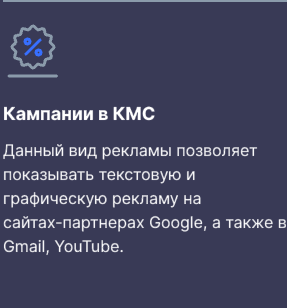 Кампании в КМС
Данный вид рекламы позволяет
показывать текстовую и
графическую рекламу на
сайтах-партнерах Google, а также в
Gmail, YouTube.